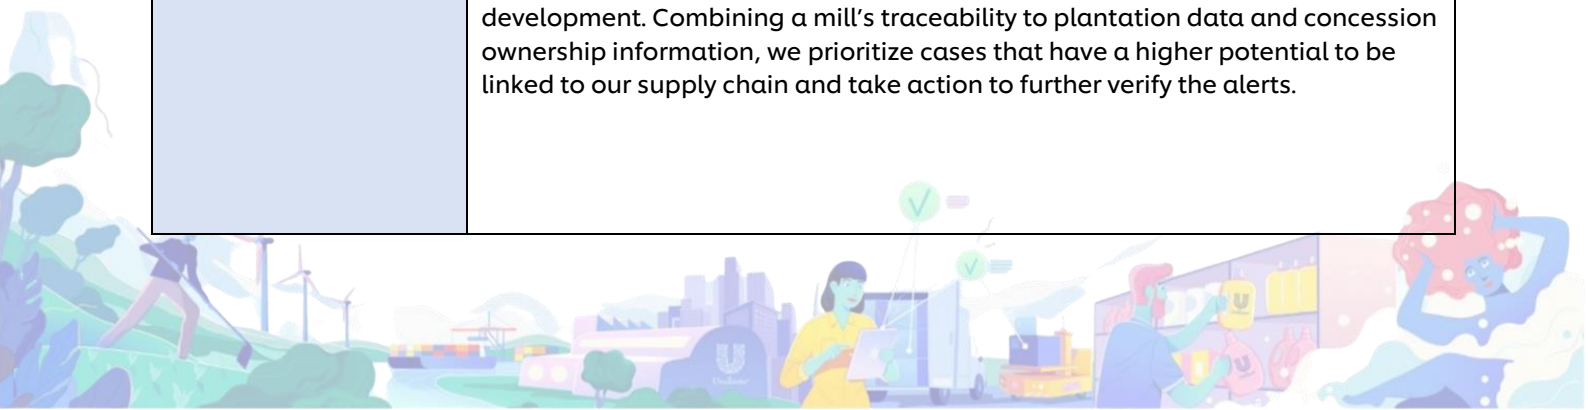 development. Combining a mill’s traceability to plantation data and concession
ownership information, we prioritize cases that have a higher potential to be
linked to our supply chain and take action to further verify the alerts.
Unilever